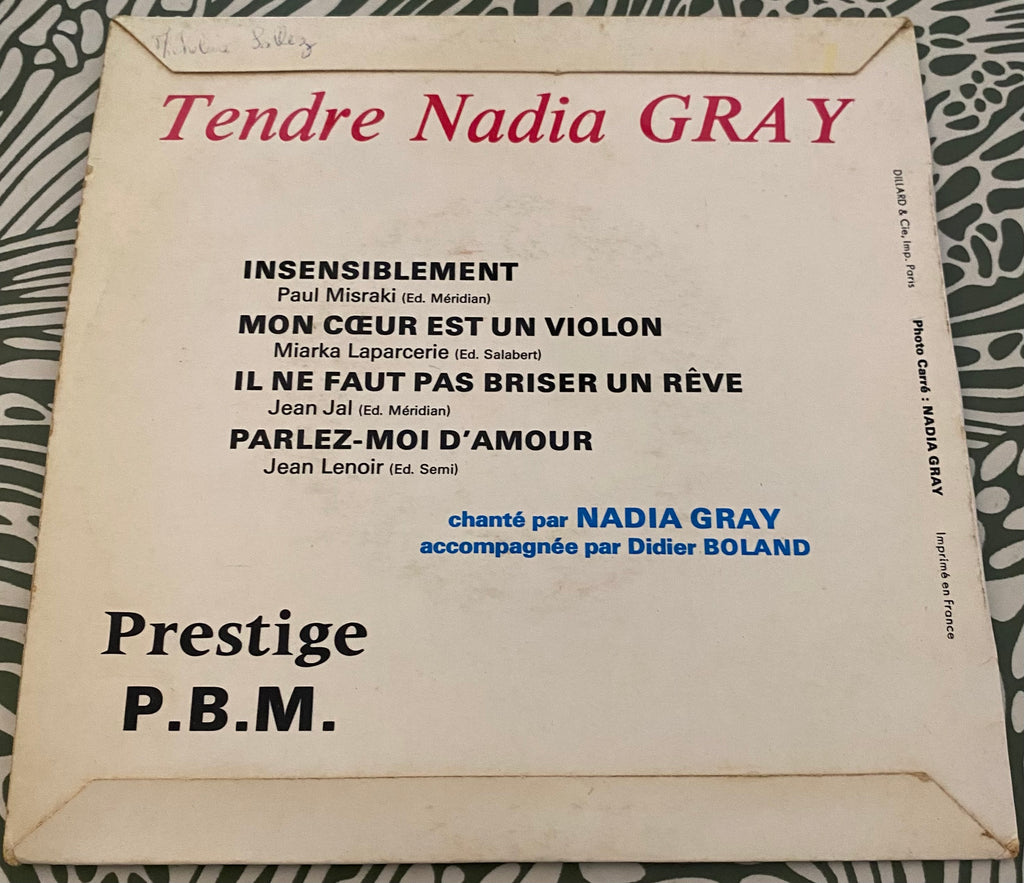 Tendre Nadia GRAY
INSENSIBLEMENT
Paul Misraki (Ed. Méridian)
MON CŒUR EST UN VIOLON
Miarka Laparcerie (Ed. Salabert)
IL NE FAUT PAS BRISER UN RÊVE
Jean Jal (Ed. Méridian)
PARLEZ-MOI D'AMOUR
Jean Lenoir (Ed. Semi)
chanté par NADIA GRAY
accompagnée par Didier BOLAND
Prestige
P.B.M.
DILLARD & Cie, Imp. Paris
Photo Carré : NADIA GRAY
Imprimé en France